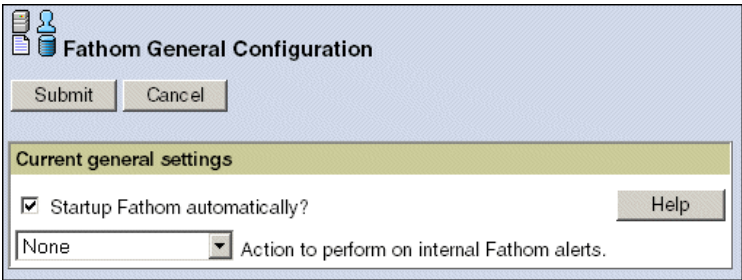 Fathom General Configuration
Submit Cancel
Current general settings
Startup Fathom automatically? Help
None Action to perform on internal Fathom alerts.